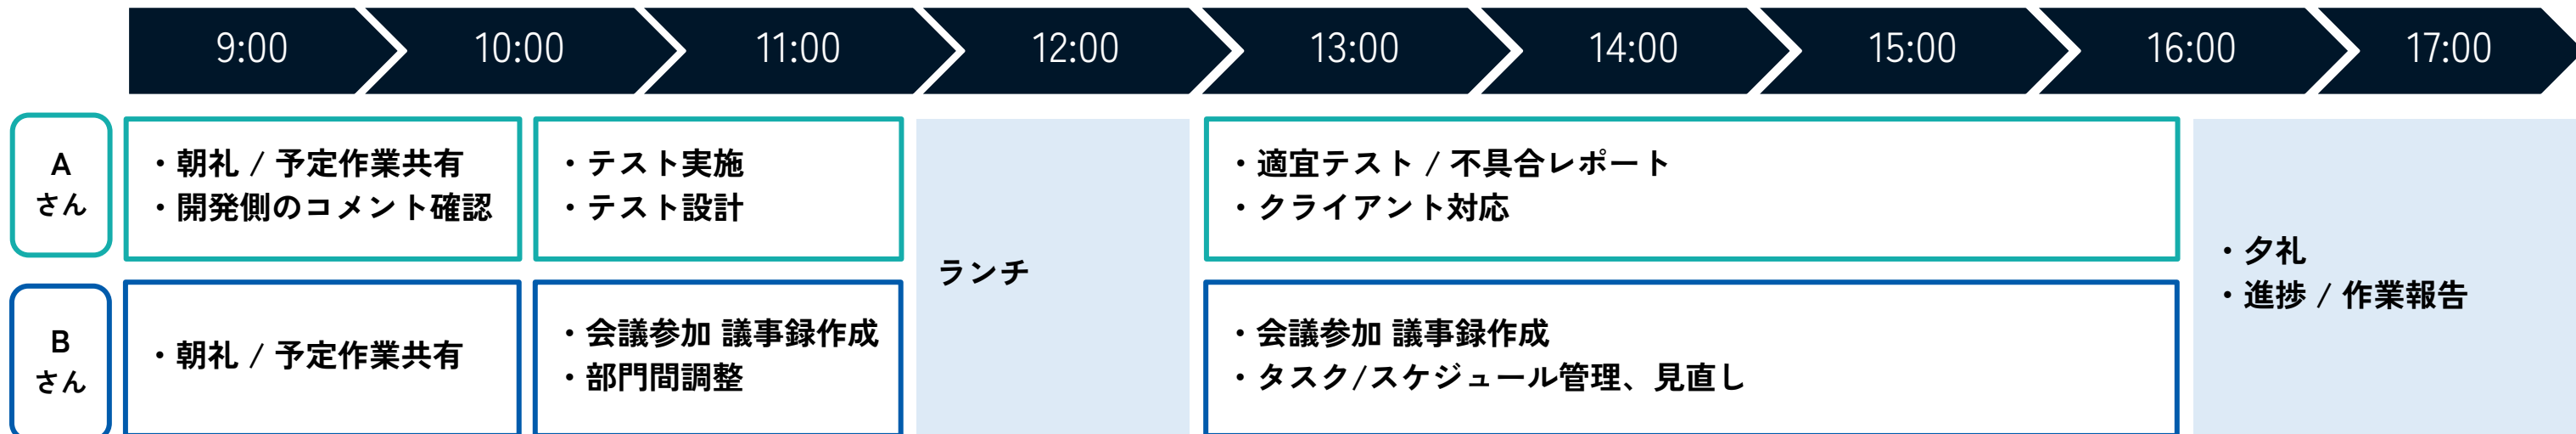 9:00 10:00 11:00 12:00 13:00 14:00 15:00 16:00 17:00
A
さん
・朝礼 / 予定作業共有
・開発側のコメント確認
・テスト実施
・テスト設計
ランチ
・適宜テスト / 不具合レポート
・クライアント対応
・夕礼
・進捗 / 作業報告
B
さん
・朝礼 / 予定作業共有
・会議参加 議事録作成
・部門間調整
・会議参加 議事録作成
・タスク/スケジュール管理、見直し